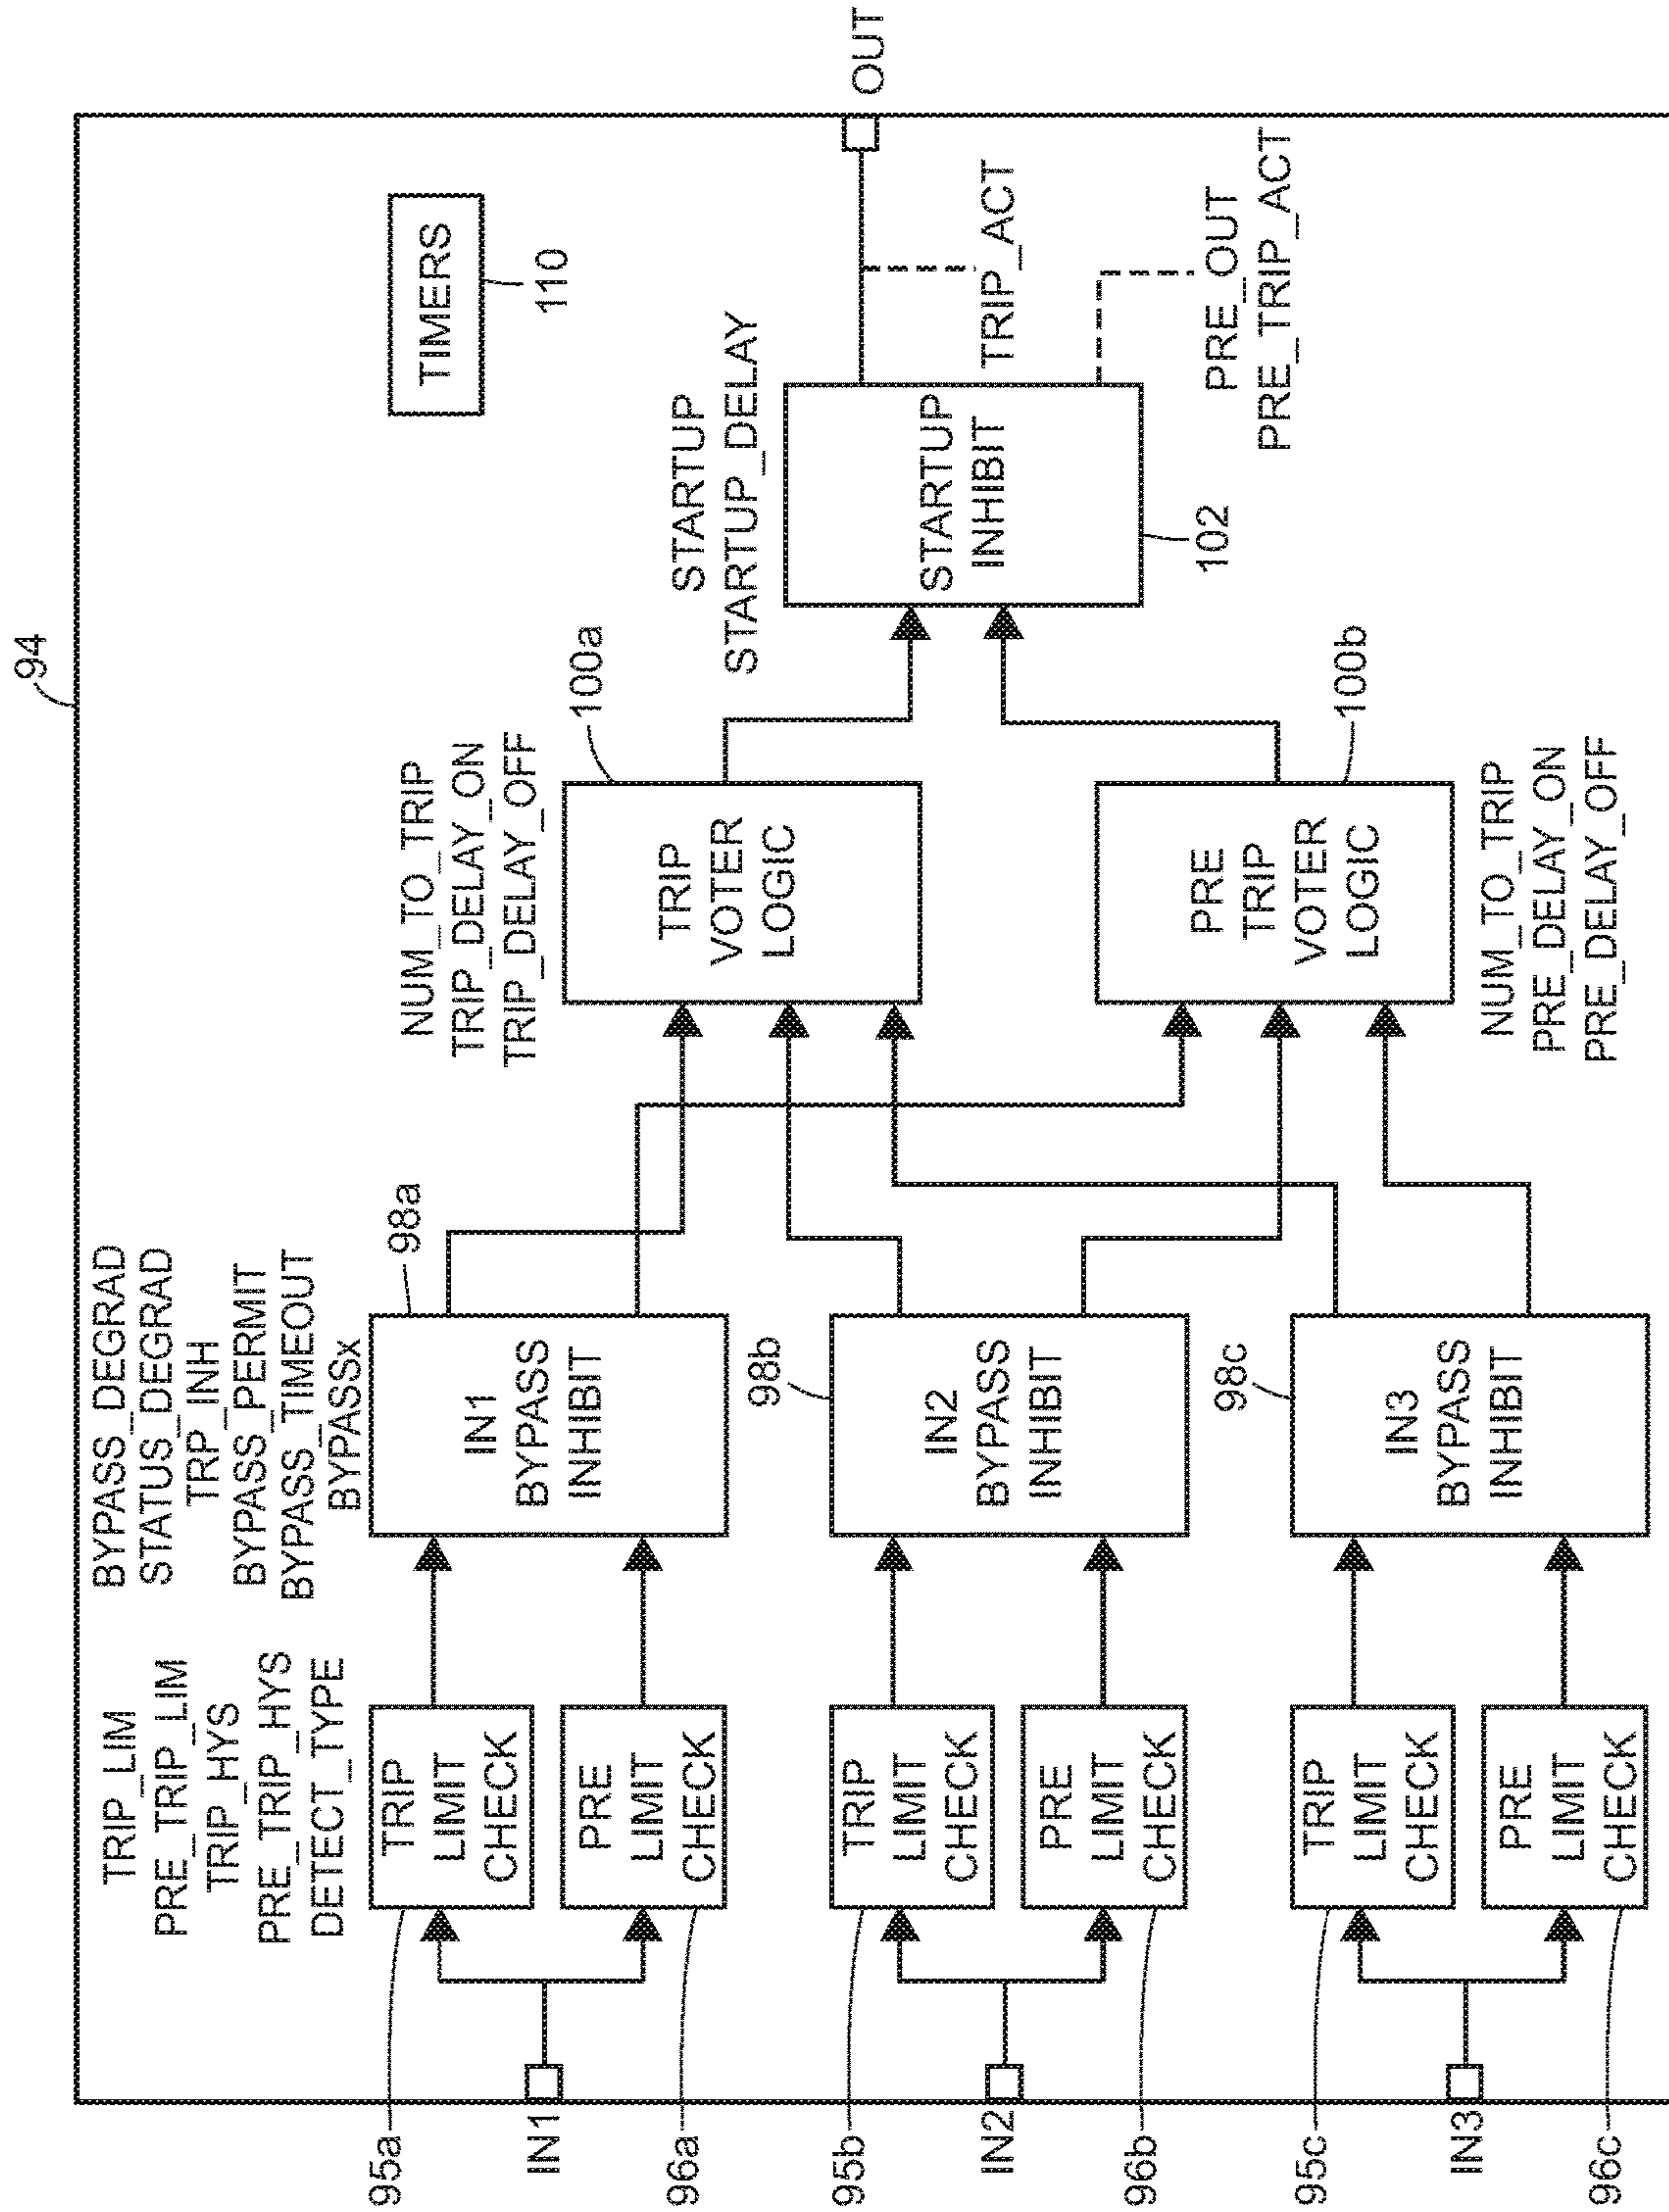 94
TRIP_LIM
PRE_TRIP_LIM
TRIP_HYS
PRE_TRIP_HYS
DETECT_TYPE
BYPASS_DEGRAD
STATUS_DEGRAD
TRP_INH
BYPASS_PERMIT
BYPASS_TIMEOUT
BYPASSx
95a
IN1
96a
TRIP
LIMIT
CHECK
PRE
LIMIT
CHECK
98a
IN1
BYPASS
INHIBIT
95b
IN2
96b
TRIP
LIMIT
CHECK
PRE
LIMIT
CHECK
98b
IN2
BYPASS
INHIBIT
95c
IN3
96c
TRIP
LIMIT
CHECK
PRE
LIMIT
CHECK
98c
IN3
BYPASS
INHIBIT
NUM_TO_TRIP
TRIP_DELAY_ON
TRIP_DELAY_OFF
100a
TRIP
VOTER
LOGIC
PRE
TRIP
VOTER
LOGIC
100b
NUM_TO_TRIP
PRE_DELAY_ON
PRE_DELAY_OFF
STARTUP
STARTUP_DELAY
STARTUP
INHIBIT
102
TIMERS
110
TRIP_ACT
PRE_OUT
PRE_TRIP_ACT
OUT